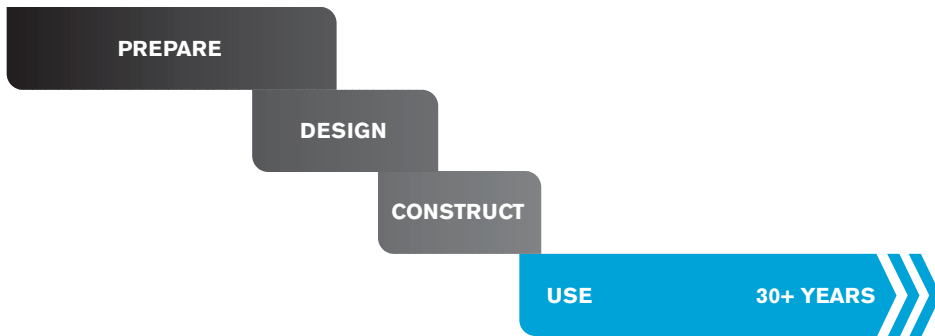 PREPARE
DESIGN
CONSTRUCT
USE 30+ YEARS